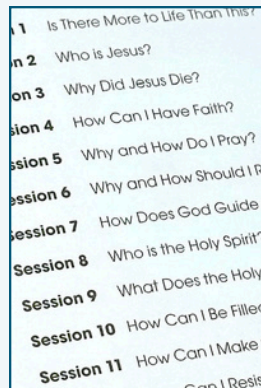 1 Is There More to Life Than This?
n 2 Who is Jesus?
on 3 Why Did Jesus Die?
sion 4 How Can I Have Faith?
ssion 5 Why and How Do I Pray?
ession 6 Why and How Should I
Session 7 How Does God Guide
Session 8 Who is the Holy Spirit?
Session 9 What Does the Holy
Session 10 How Can I Be Filled
Session 11 How Can I Make
Can I Resis